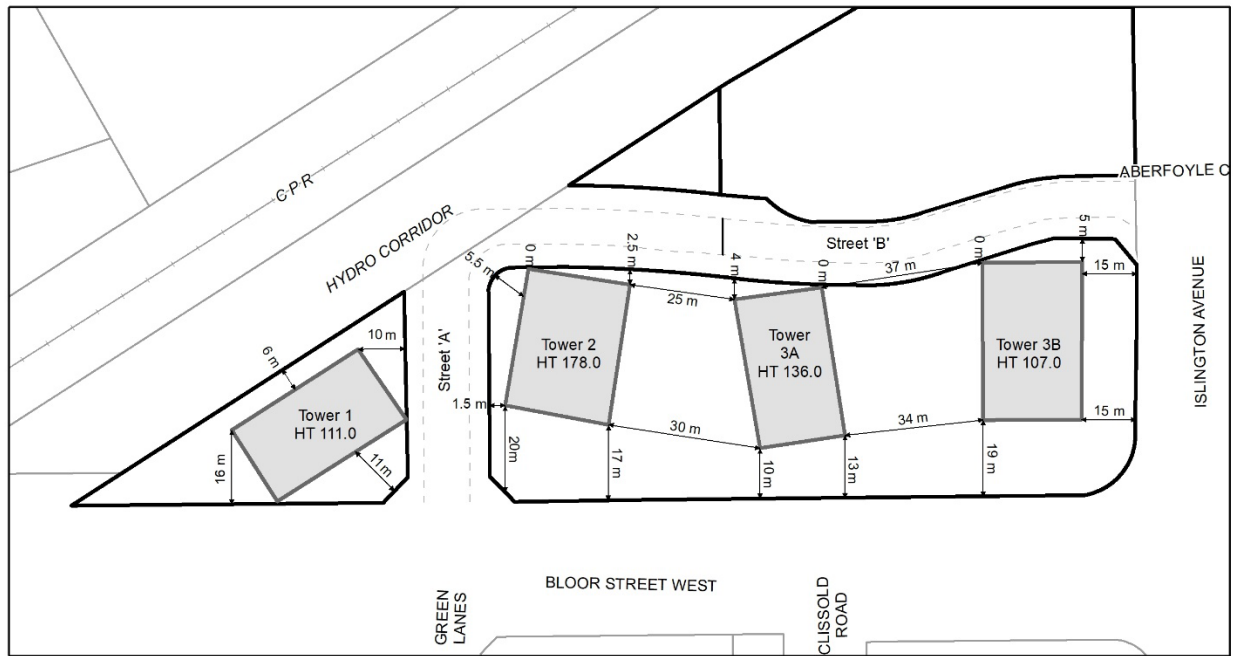 CPR
HYDRO CORRIDOR
ABERFOYLE C
Street 'B'
5 m
15 m
37 m
0 m
0 m
4 m
2.5 m
0 m
5.5 m
25 m
ISLINGTON AVENUE
Street 'A'
10 m
6 m
Tower 1
HT 111.0
16 m
11m
Tower 2
HT 178.0
1.5 m
20m
17 m
30 m
Tower
3A
HT 136.0
10 m
13 m
34 m
Tower 3B
HT 107.0
19 m
15 m
BLOOR STREET WEST
GREEN
LANES
CLISSOLD
ROAD